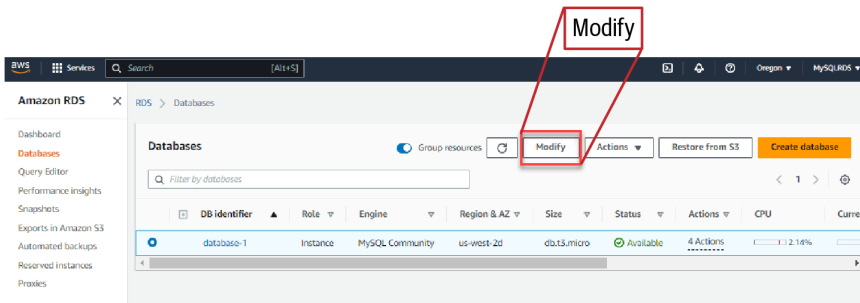 Modify
aws Services Search [Alt+S] Oregon MySQLRDS
Amazon RDS
RDS > Databases
Dashboard
Databases
Query Editor
Performance insights
Snapshots
Exports in Amazon S3
Automated backups
Reserved instances
Proxies
Databases Group resources Modify Actions Restore from S3 Create database
Filter by databases
1
DB identifier Role Engine Region & AZ Size Status Actions CPU Curre
database-1 Instance MySQL Community us-west-2d db.t3.micro Available 4 Actions 2.14%